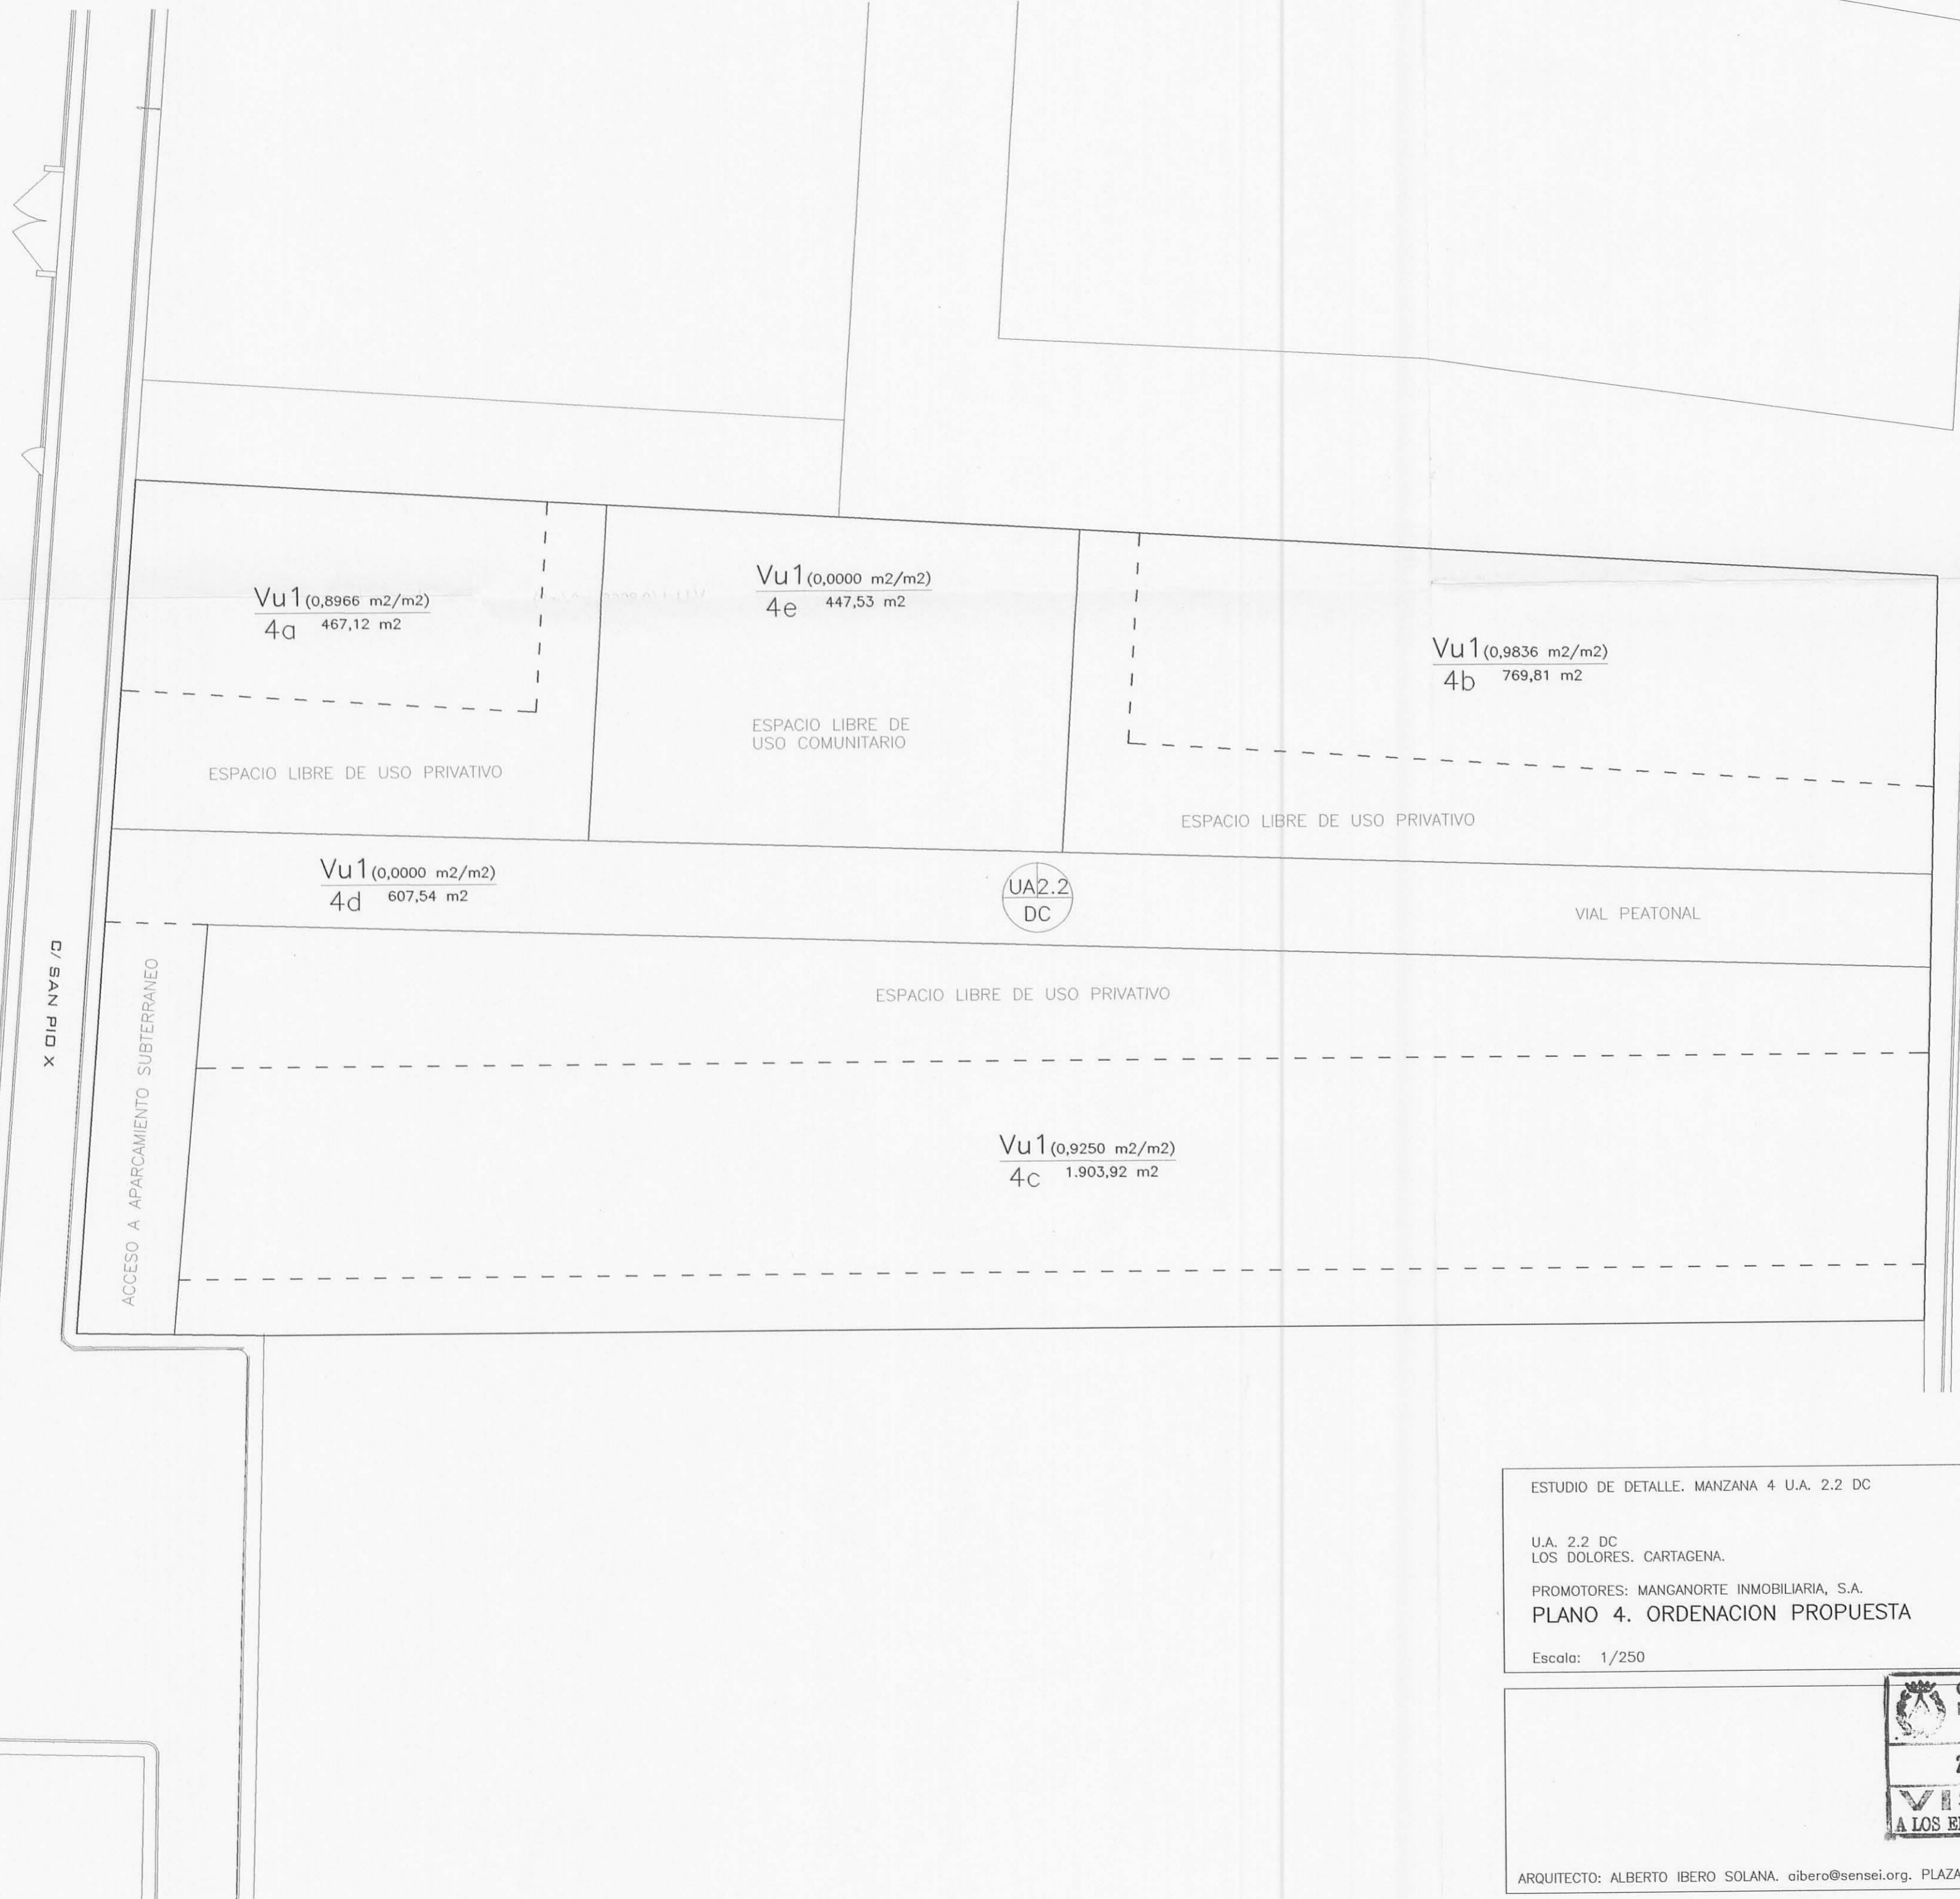 Vu1(0,8966 m2/m2)
4a 467,12 m2
Vu1(0,0000 m2/m2)
4e 447,53 m2
Vu1(0,9836 m2/m2)
4b 769,81 m2
ESPACIO LIBRE DE
USO COMUNITARIO
ESPACIO LIBRE DE USO PRIVATIVO
ESPACIO LIBRE DE USO PRIVATIVO
Vu1(0,0000 m2/m2)
4d 607,54 m2
UA2.2
DC
VIAL PEATONAL
C/ SAN PIO X
ACCESO A APARCAMIENTO SUBTERRANEO
ESPACIO LIBRE DE USO PRIVATIVO
Vu1(0,9250 m2/m2)
4c 1.903,92 m2
ESTUDIO DE DETALLE. MANZANA 4 U.A. 2.2 DC
U.A. 2.2 DC
LOS DOLORES. CARTAGENA.
PROMOTORES: MANGANORTE INMOBILIARIA, S.A.
PLANO 4. ORDENACION PROPUESTA
Escala: 1/250
A LOS
ARQUITECTO: ALBERTO IBERO SOLANA. aibero@sensei.org. PLAZA